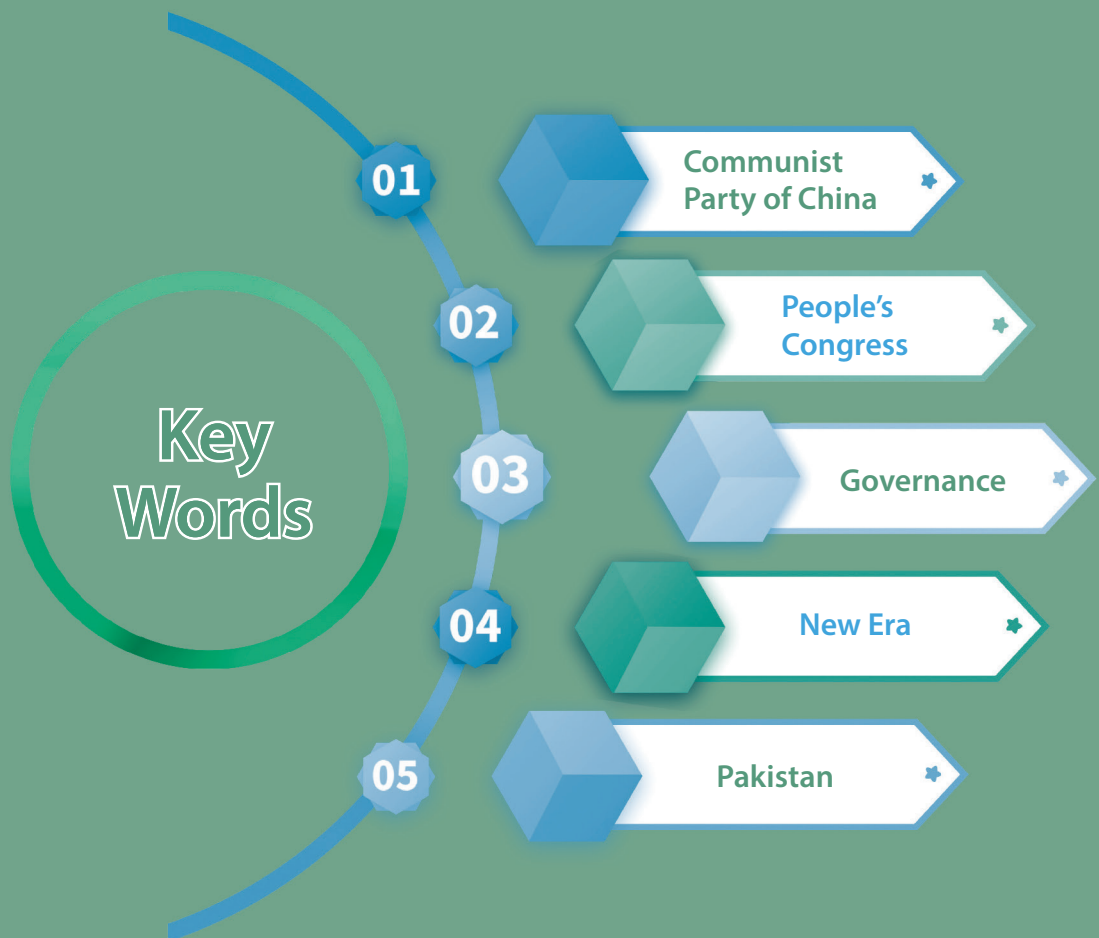 Key
Words
01
Communist
Party of China
02
People's
Congress
03
Governance
04
New Era
05
Pakistan